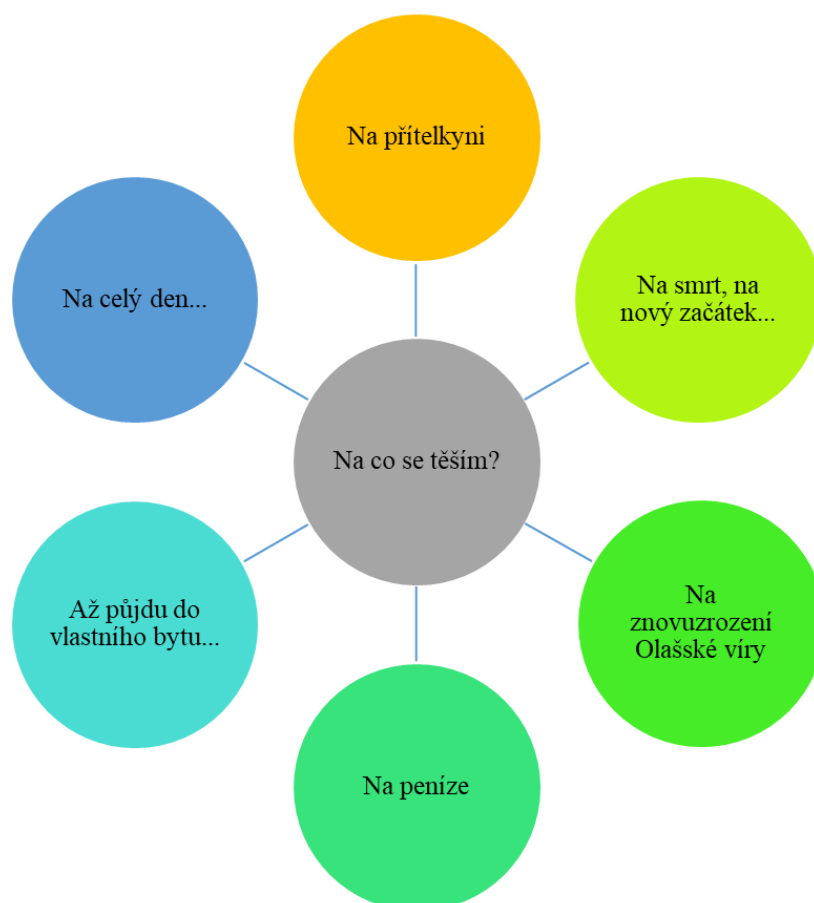 Na přítelkyni
Na celý den...
Na smrt, na
nový začátek...
Na co se těším?
Až půjdu do
vlastního bytu...
Na
znovuzrození
Olašské víry
Na peníze